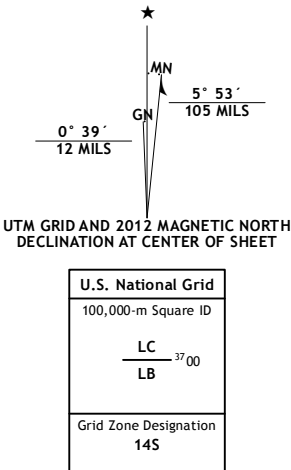 ★
MN
GN
5° 53´
105 MILS
0° 39´
12 MILS
UTM GRID AND 2012 MAGNETIC NORTH
DECLINATION AT CENTER OF SHEET
U.S. National Grid
100,000-m Square ID
LC
3700
LB
Grid Zone Designation
14S